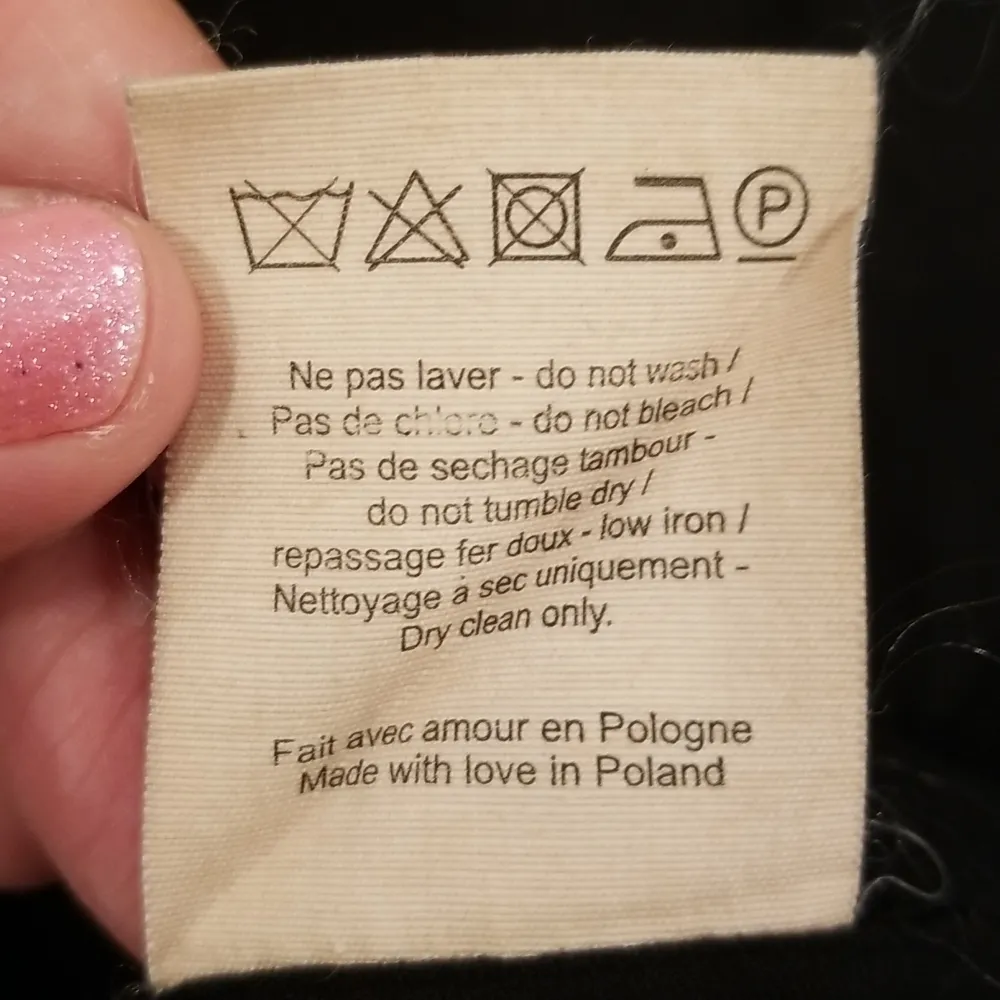 P
Ne pas laver - do not wash /
Pas de chlore - do not bleach /
Pas de sechage tambour -
do not tumble dry /
repassage fer doux - low iron /
Nettoyage à sec uniquement -
Dry clean only.
Fait avec amour en Pologne
Made with love in Poland